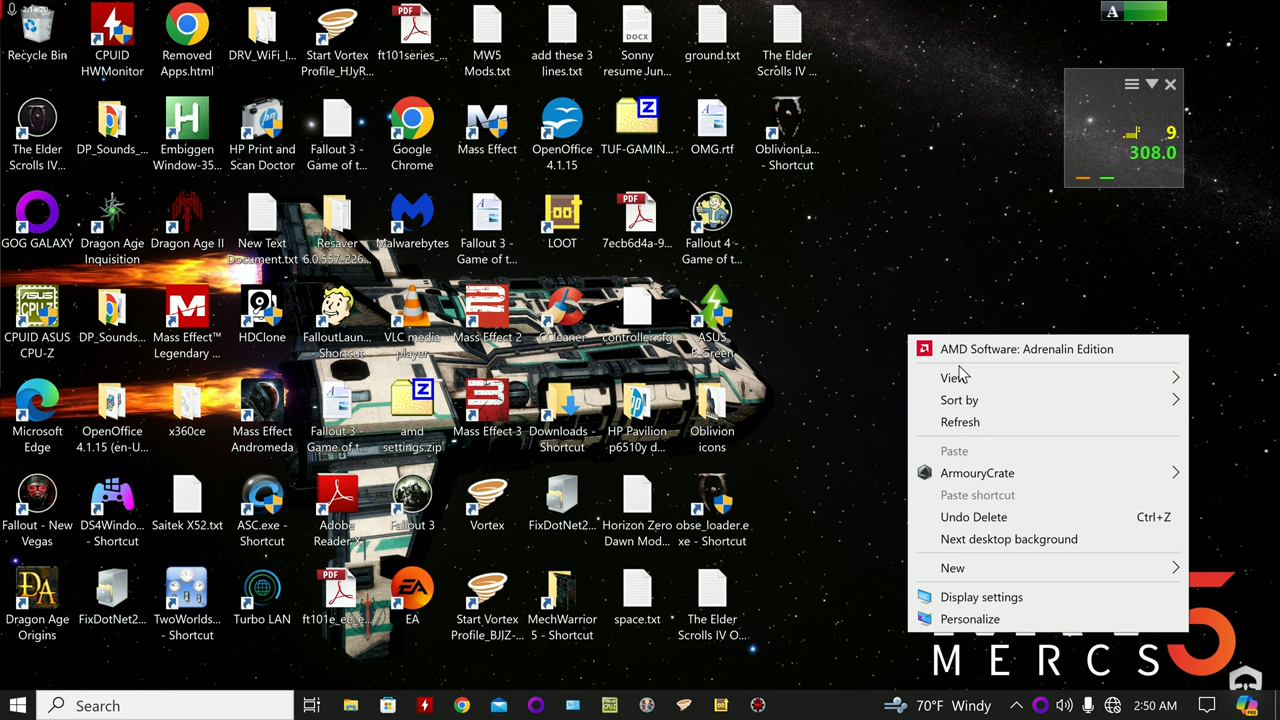 2:14:20
A
Recycle Bin
CPUID
HWMonitor
Removed
Apps.html
DRV_WiFi_I...
Start Vortex
Profile_HJyR...
PDF
ft101series_...
MW5
Mods.txt
add these 3
lines.txt
DOCX
Sonny
resume Jun...
ground.txt
The Elder
Scrolls IV ...
9
308.0
The Elder
Scrolls IV...
DP_Sounds_...
Embiggen
Window-35...
HP Print and
Scan Doctor
Fallout 3 -
Game of t...
Google
Chrome
Mass Effect
OpenOffice
4.1.15
TUF-GAMIN...
OMG.rtf
OblivionLa...
- Shortcut
GOG GALAXY
Dragon Age
Inquisition
Dragon Age II
New Text
Document.txt
Resaver
6.0.557-226...
Malwarebytes
Fallout 3 -
Game of t...
LOOT
PDF
7ecb6d4a-9...
Fallout 4 -
Game of t...
CPUID ASUS
CPU-Z
DP_Sounds...
Mass Effect™
Legendary ...
HDClone
FalloutLaun...
- Shortcut
VLC media
player
Mass Effect 2
CCleaner
controller.cfg
ASUS
E-Green
Microsoft
Edge
OpenOffice
4.1.15 (en-U...
x360ce
Mass Effect
Andromeda
Fallout 3 -
Game of t...
amd
settings.zip
Mass Effect 3
Downloads -
Shortcut
HP Pavilion
p6510y d...
Oblivion
icons
Fallout - New
Vegas
DS4Windo...
- Shortcut
Saitek X52.txt
ASC.exe -
Shortcut
Adobe
Reader X
Fallout 3
Vortex
FixDotNet2...
Horizon Zero
Dawn Mod...
obse_loader.e
xe - Shortcut
Dragon Age
Origins
FixDotNet2...
TwoWorlds...
- Shortcut
Turbo LAN
PDF
ft101e_ee_e...
EA
Start Vortex
Profile_BJJZ-...
MechWarrior
5 - Shortcut
space.txt
The Elder
Scrolls IV O...
AMD Software: Adrenalin Edition
View
Sort by
Refresh
Paste
ArmouryCrate
Paste shortcut
Undo Delete Ctrl+Z
Next desktop background
New
Display settings
Personalize
MERCS
5
Search
70°F Windy
2:50 AM